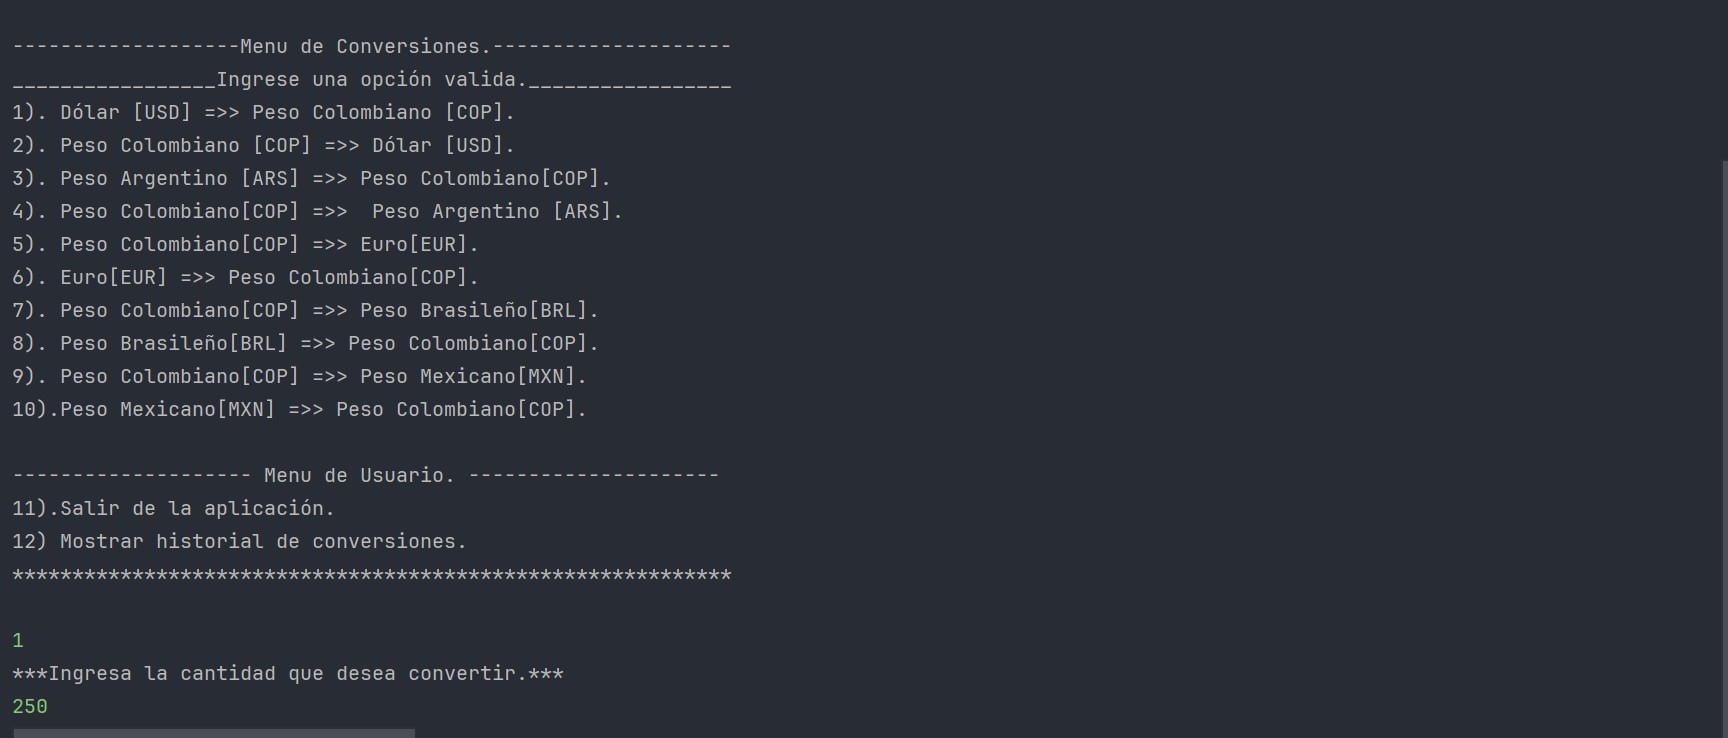 -------------------Menu de Conversiones.--------------------
_________________Ingrese una opción valida._________________
1). Dólar [USD] =>> Peso Colombiano [COP].
2). Peso Colombiano [COP] =>> Dólar [USD].
3). Peso Argentino [ARS] =>> Peso Colombiano[COP].
4). Peso Colombiano[COP] =>>  Peso Argentino [ARS].
5). Peso Colombiano[COP] =>> Euro[EUR].
6). Euro[EUR] =>> Peso Colombiano[COP].
7). Peso Colombiano[COP] =>> Peso Brasileño[BRL].
8). Peso Brasileño[BRL] =>> Peso Colombiano[COP].
9). Peso Colombiano[COP] =>> Peso Mexicano[MXN].
10).Peso Mexicano[MXN] =>> Peso Colombiano[COP].
-------------------- Menu de Usuario. ---------------------
11).Salir de la aplicación.
12) Mostrar historial de conversiones.
************************************************************
1
***Ingresa la cantidad que desea convertir.***
250